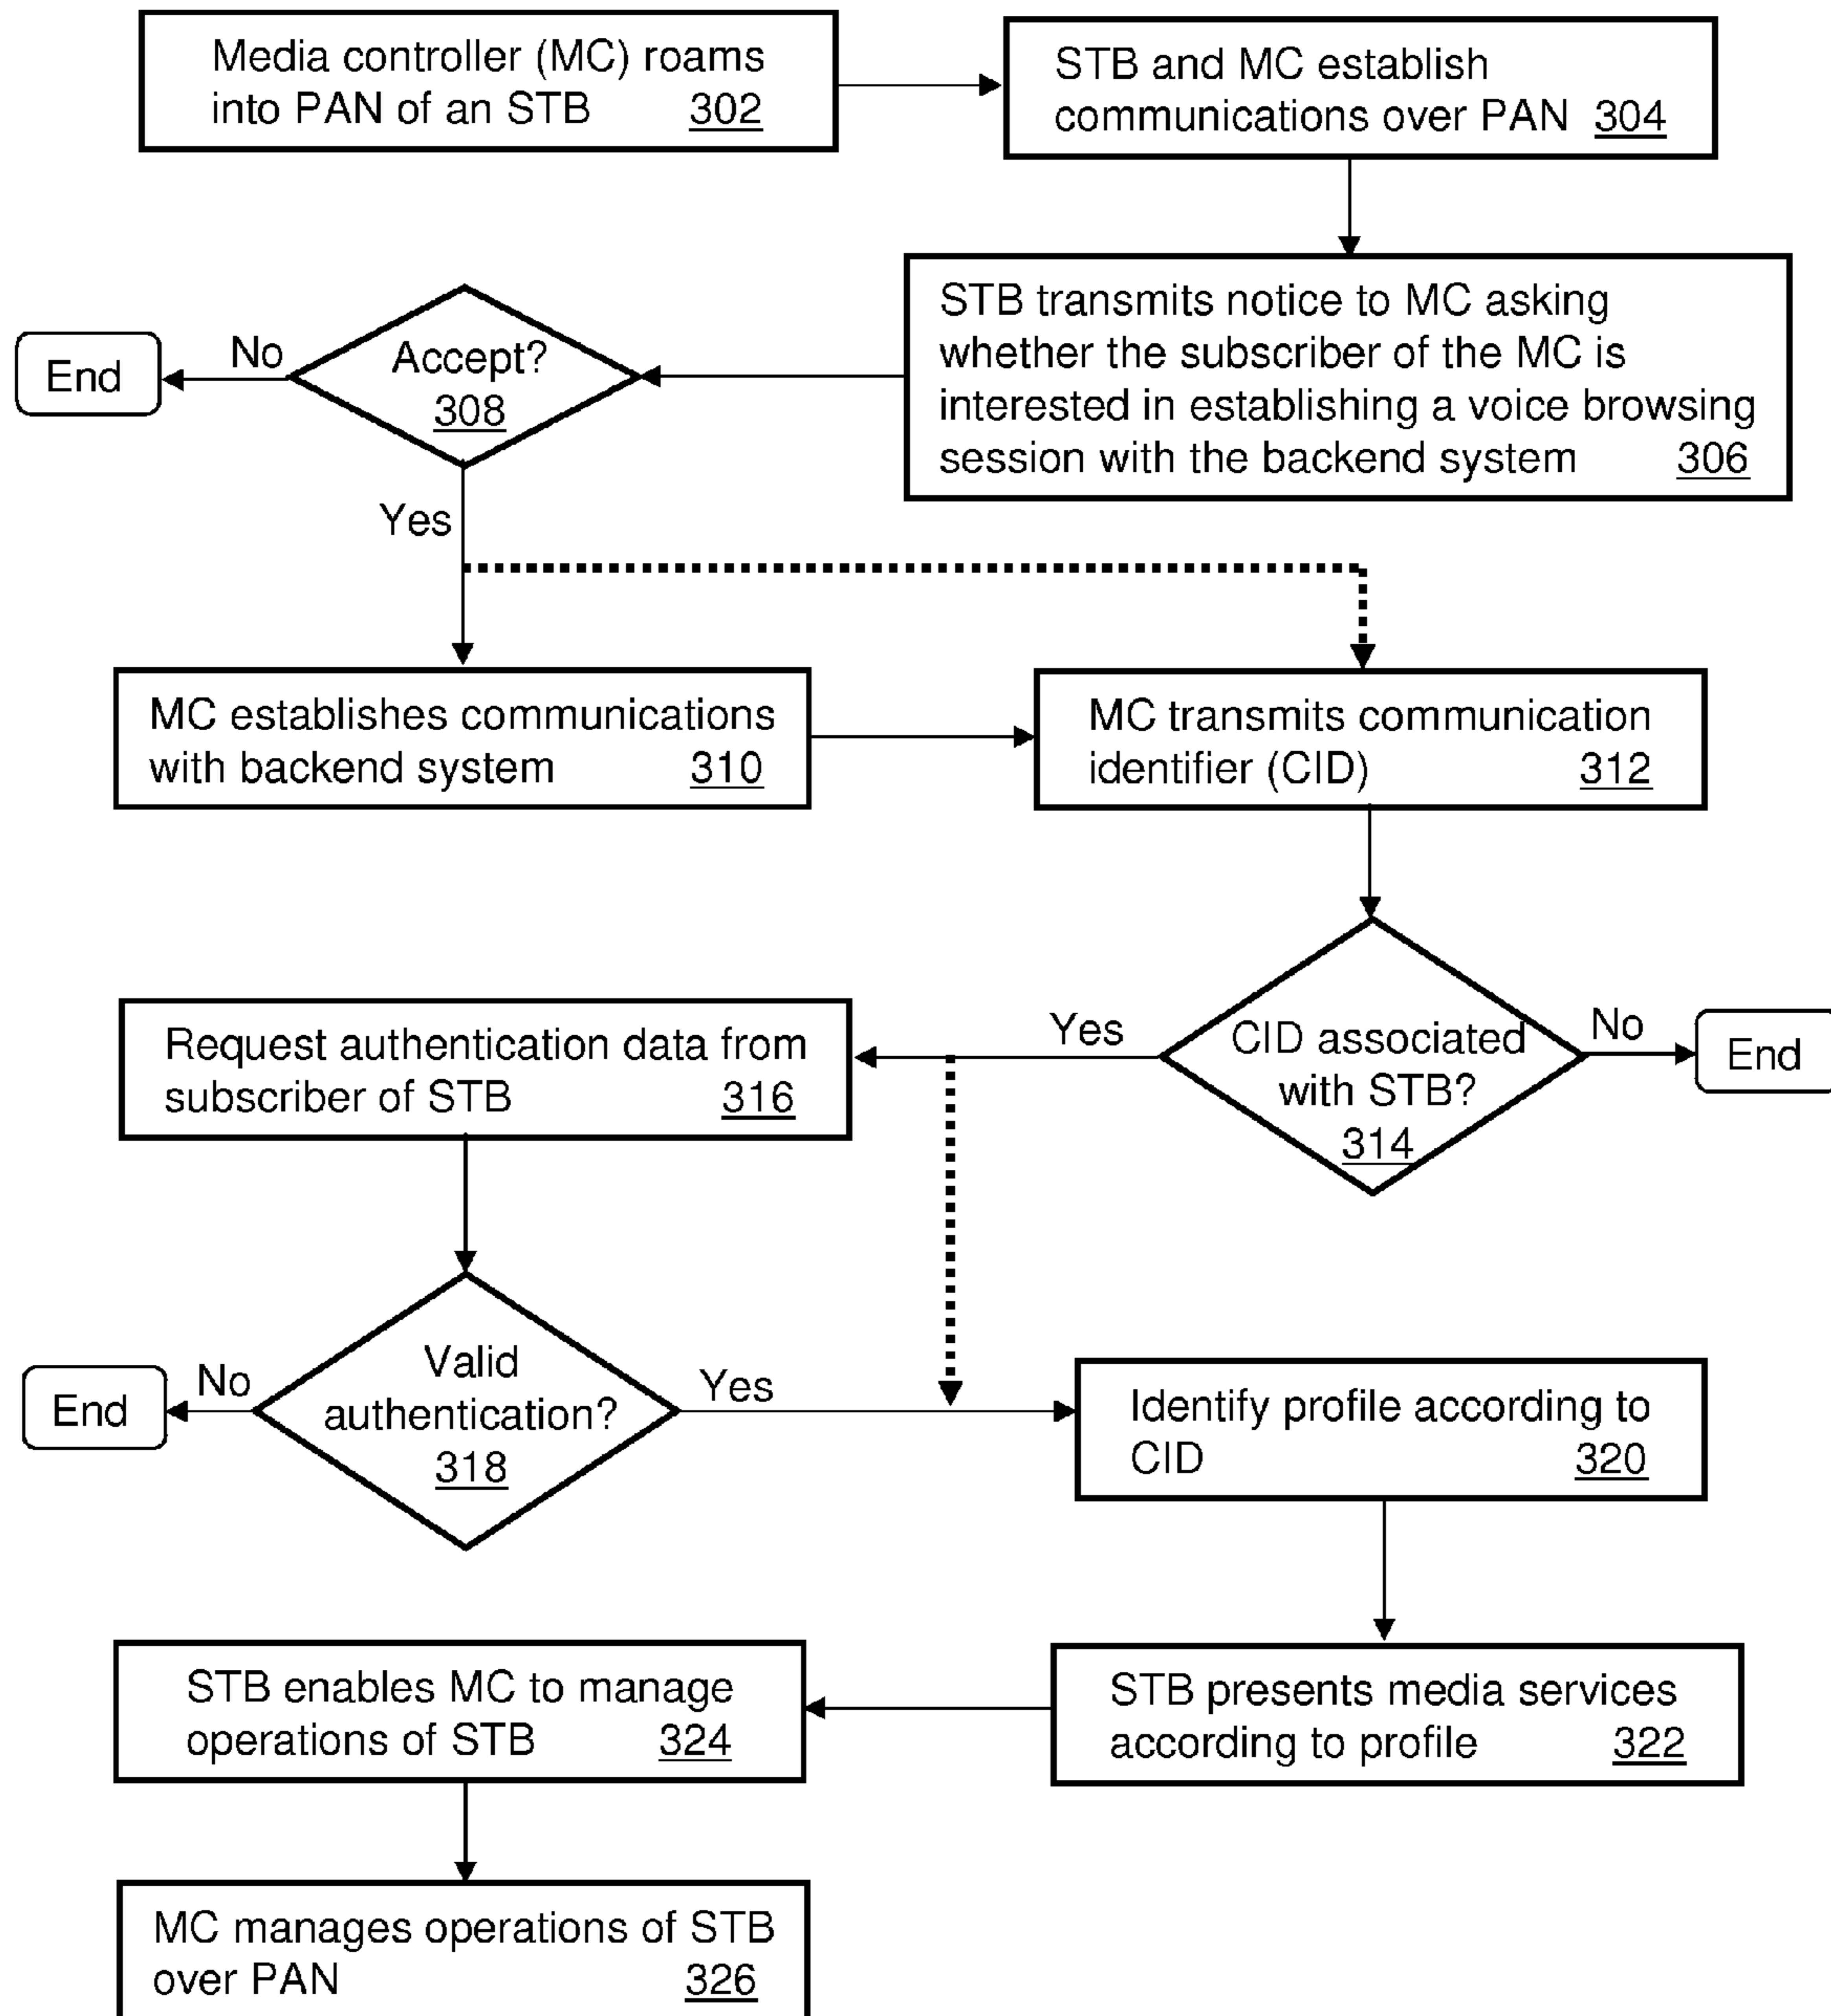 Media controller (MC) roams
into PAN of an STB 302
STB and MC establish
communications over PAN 304
STB transmits notice to MC asking
whether the subscriber of the MC is
interested in establishing a voice browsing
session with the backend system 306
Accept?
308
No
End
Yes
MC establishes communications
with backend system 310
MC transmits communication
identifier (CID) 312
CID associated
with STB?
314
No
End
Yes
Request authentication data from
subscriber of STB 316
Valid
authentication?
318
No
End
Yes
Identify profile according to
CID 320
STB presents media services
according to profile 322
STB enables MC to manage
operations of STB 324
MC manages operations of STB
over PAN 326